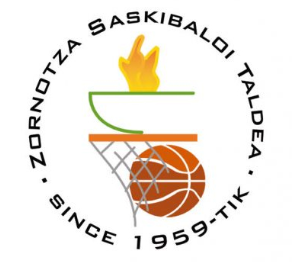 ZORNOTZA SASKIBALOI TALDEA
· SINCE 1959-TIK ·